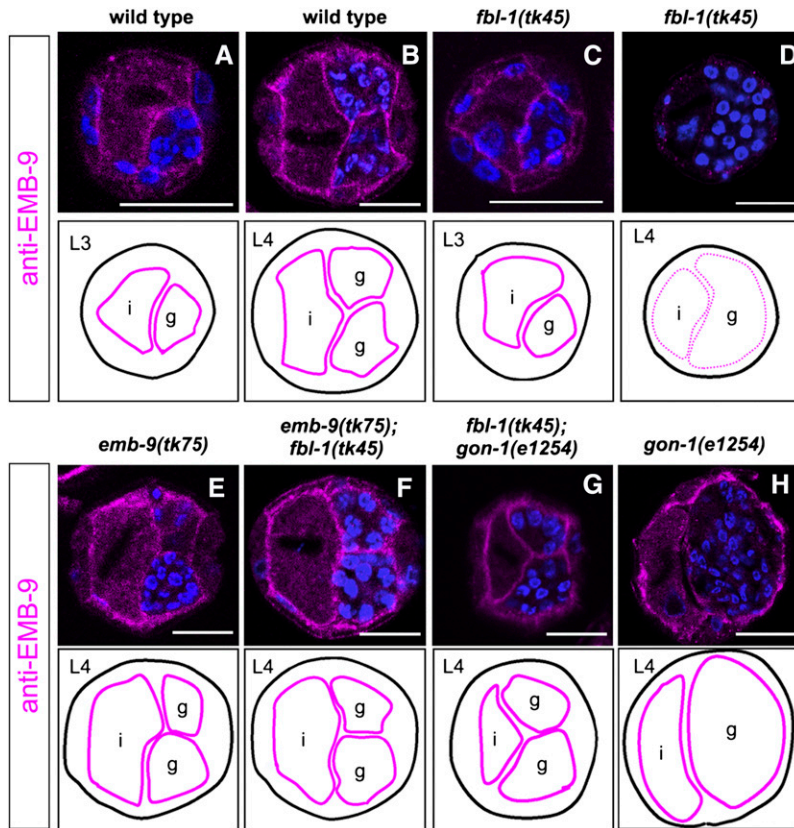 wild type
wild type
fbl-1(tk45)
fbl-1(tk45)
anti-EMB-9
A
B
C
D
L3
i
g
L4
i
g
g
L3
i
g
L4
i
g
emb-9(tk75)
emb-9(tk75);
fbl-1(tk45)
fbl-1(tk45);
gon-1(e1254)
gon-1(e1254)
anti-EMB-9
E
F
G
H
L4
i
g
g
L4
i
g
g
L4
i
g
g
L4
i
g